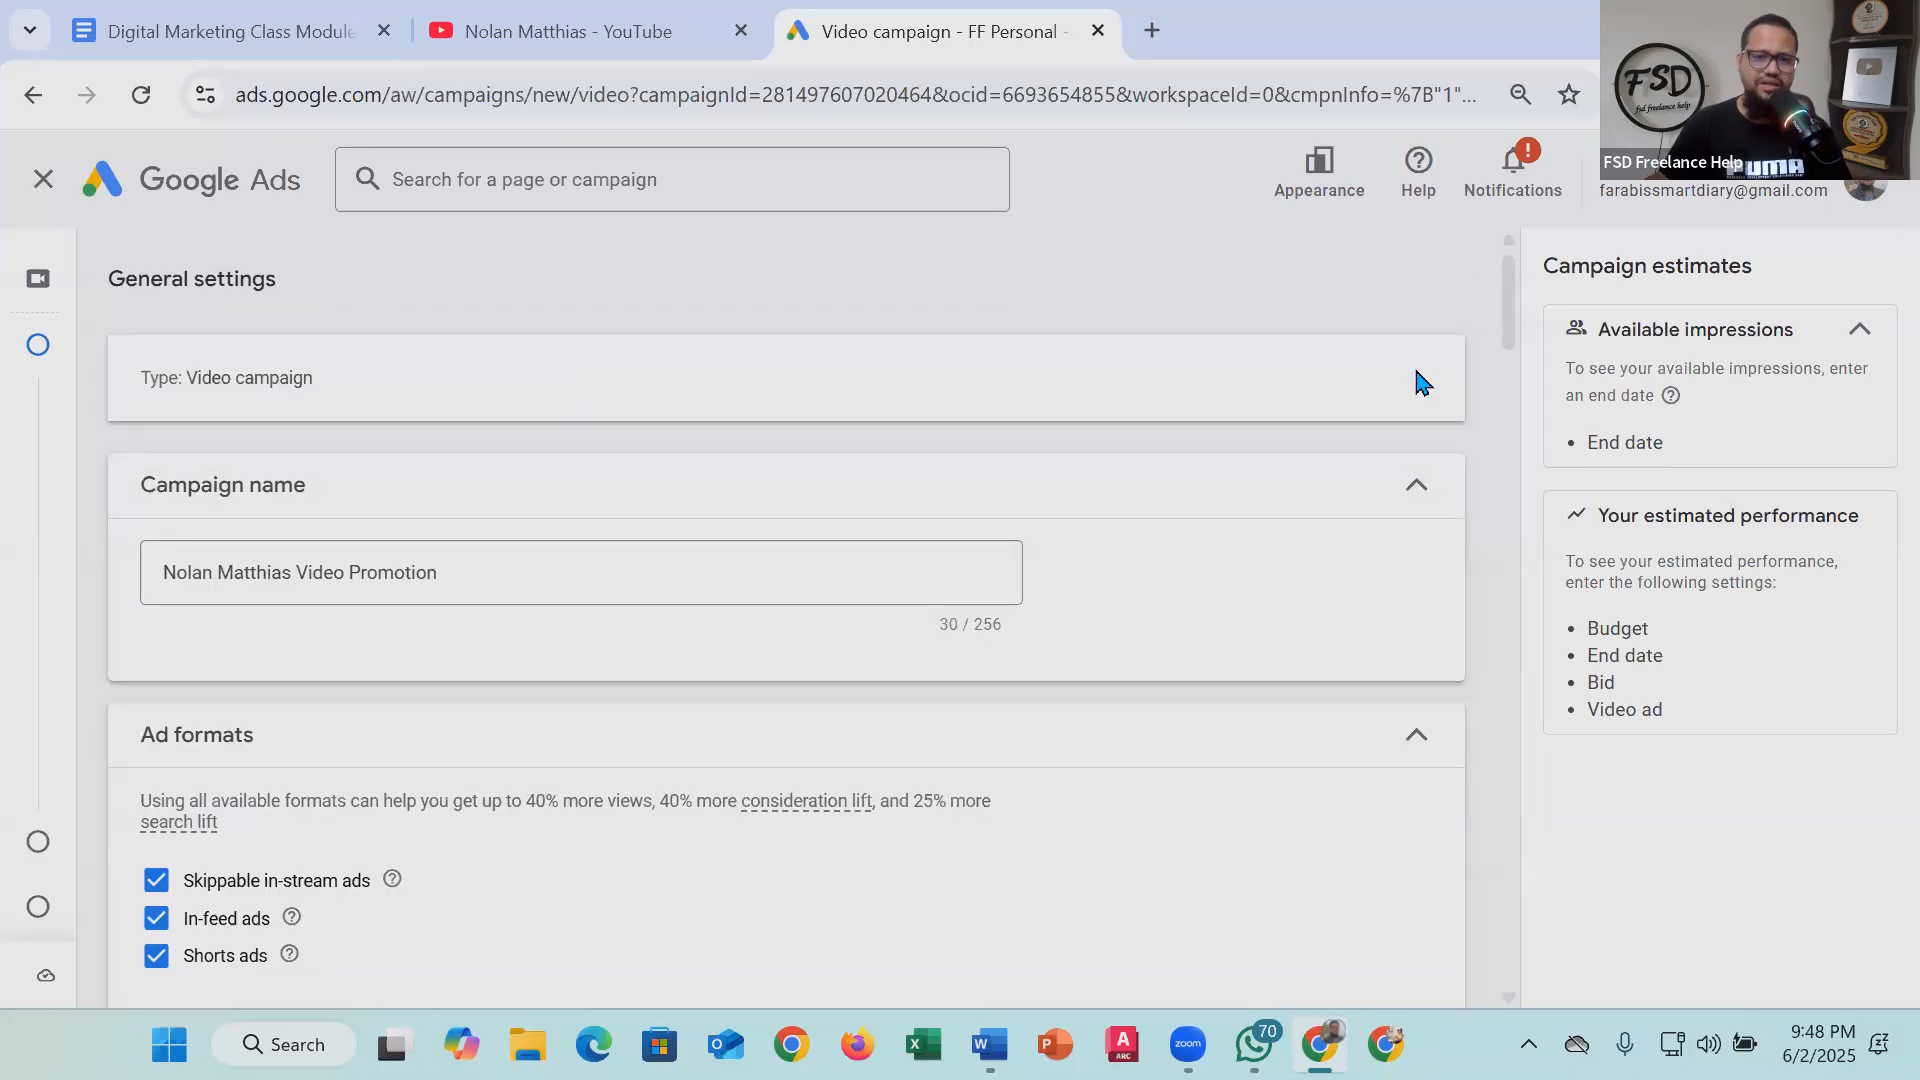 Digital Marketing Class Module
Nolan Matthias - YouTube
Video campaign - FF Personal -
ads.google.com/aw/campaigns/new/video?campaignId=281497607020464&ocid=6693654855&workspaceId=0&cmpnInfo=%7B"1"...
FSD
fsd freelance help
FSD Freelance Help
PUMA
Google Ads
Search for a page or campaign
Appearance
Help
Notifications
farabissmartdiary@gmail.com
General settings
Type: Video campaign
Campaign name
Nolan Matthias Video Promotion
30 / 256
Ad formats
Using all available formats can help you get up to 40% more views, 40% more consideration lift, and 25% more
search lift
Skippable in-stream ads
In-feed ads
Shorts ads
Campaign estimates
Available impressions
To see your available impressions, enter
an end date
• End date
Your estimated performance
To see your estimated performance,
enter the following settings:
• Budget
• End date
• Bid
• Video ad
Search
70
9:48 PM
6/2/2025